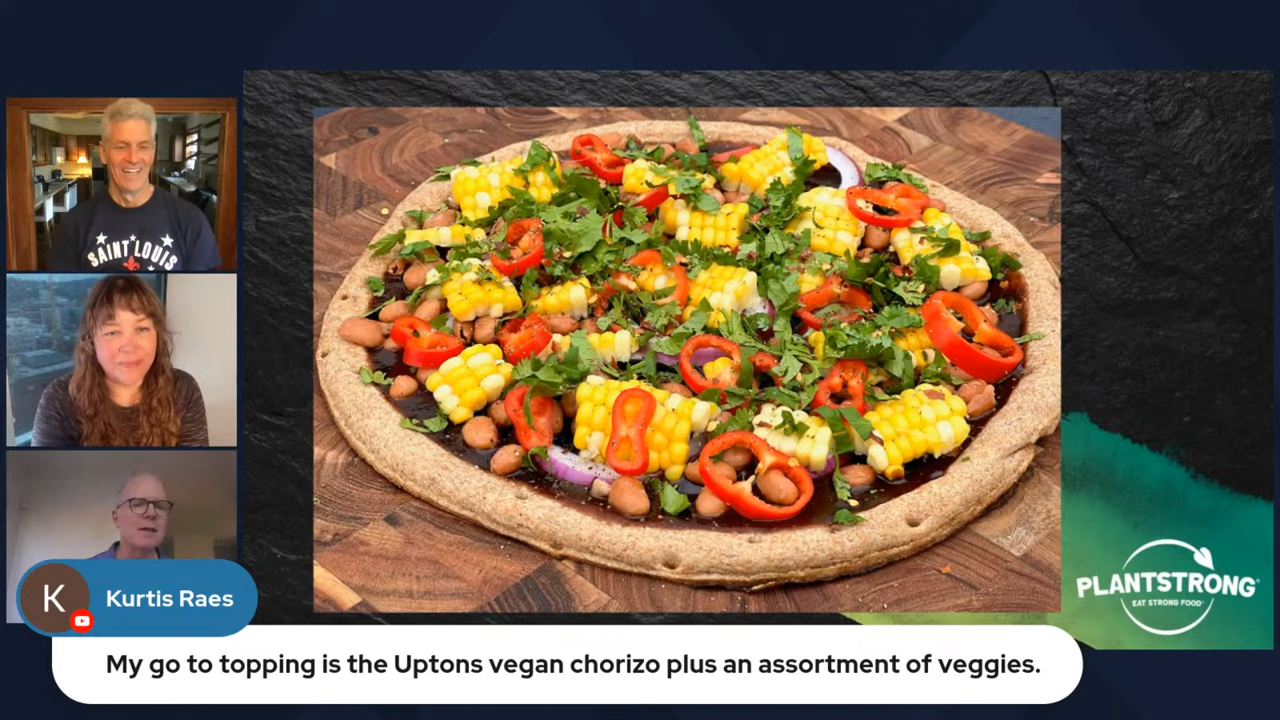 SAINT LOUIS
PLANTSTRONG
EAT STRONG FOOD
K
Kurtis Raes
My go to topping is the Uptons vegan chorizo plus an assortment of veggies.